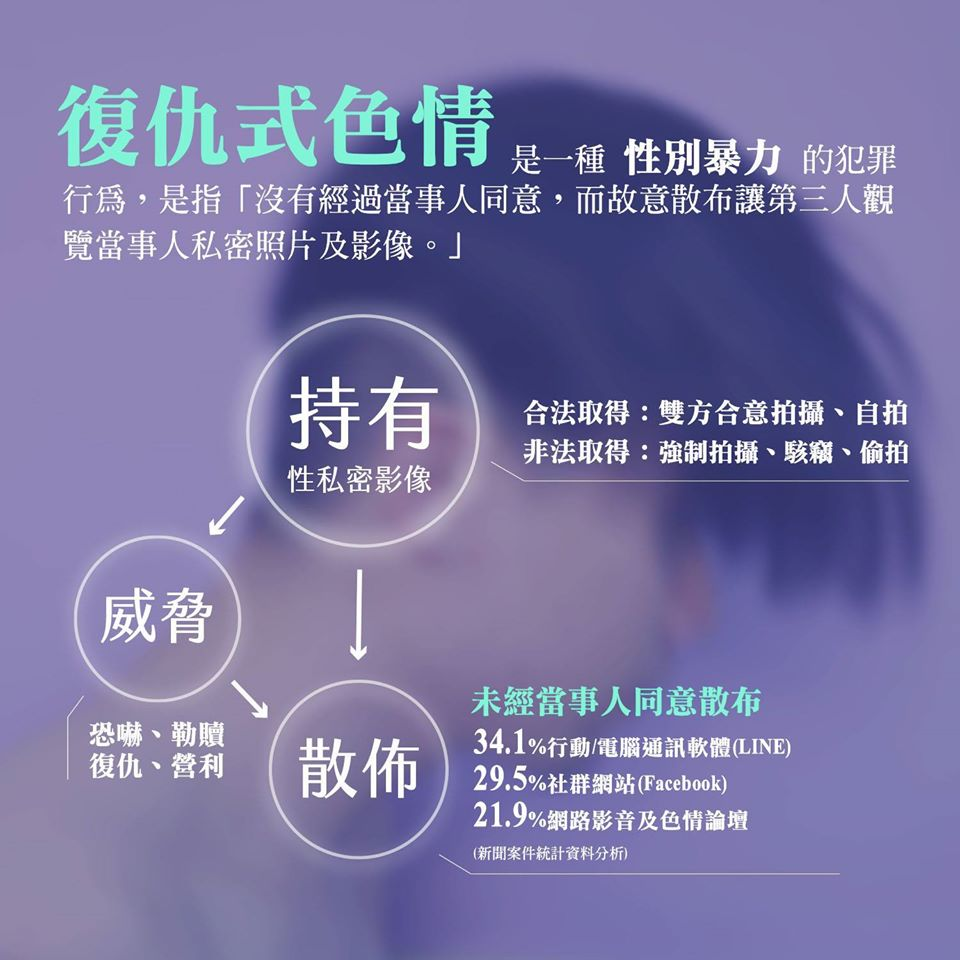 復仇式色情 是一種 性別暴力 的犯罪
行為，是指「沒有經過當事人同意，而故意散布讓第三人觀
覽當事人私密照片及影像。」
持有
性私密影像
合法取得：雙方合意拍攝、自拍
非法取得：強制拍攝、駭竊、偷拍
威脅
恐嚇、勒贖
復仇、營利
散佈
未經當事人同意散布
34.1%行動/電腦通訊軟體(LINE)
29.5%社群網站(Facebook)
21.9%網路影音及色情論壇
(新聞案件統計資料分析)